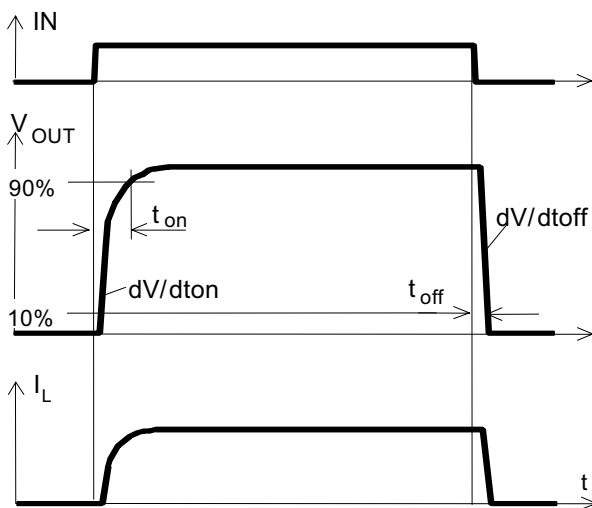 IN
V OUT
90%
t on
dV/dtoff
dV/dton
t off
10%
I L
t